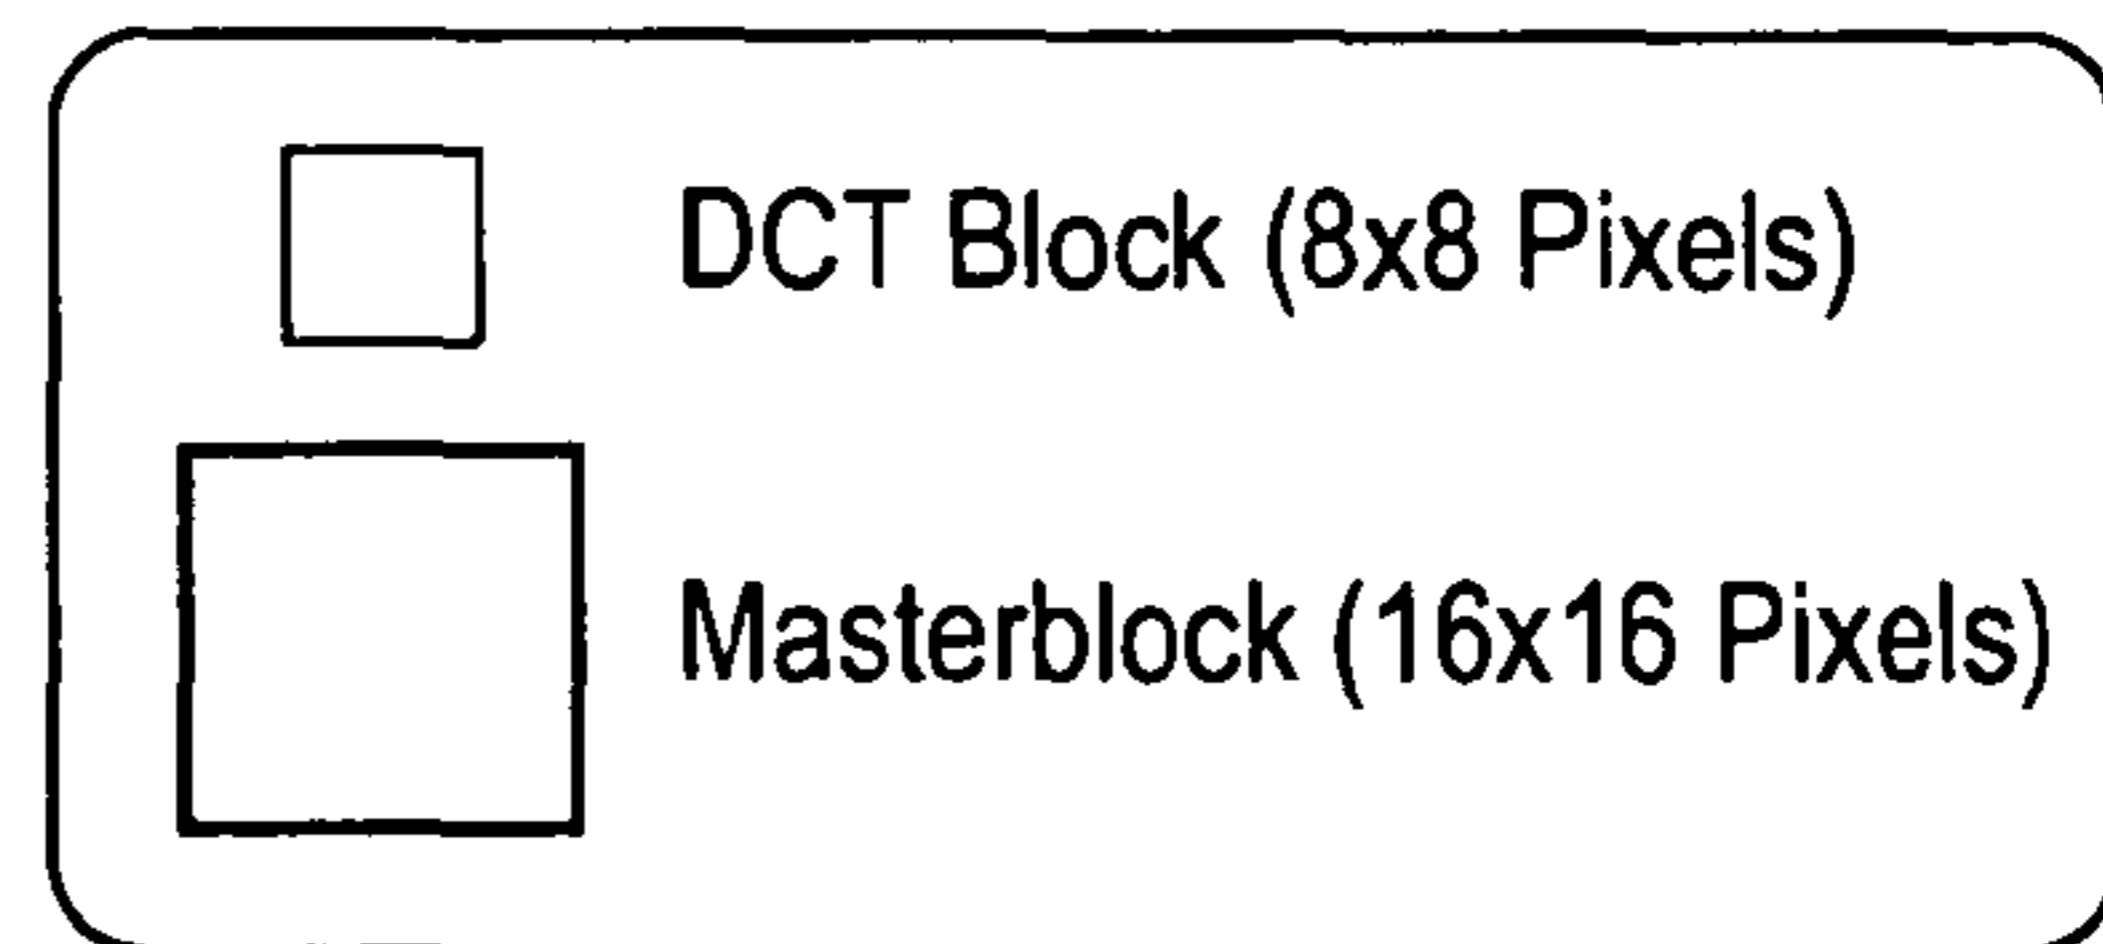 DCT Block (8x8 Pixels)
Masterblock (16x16 Pixels)